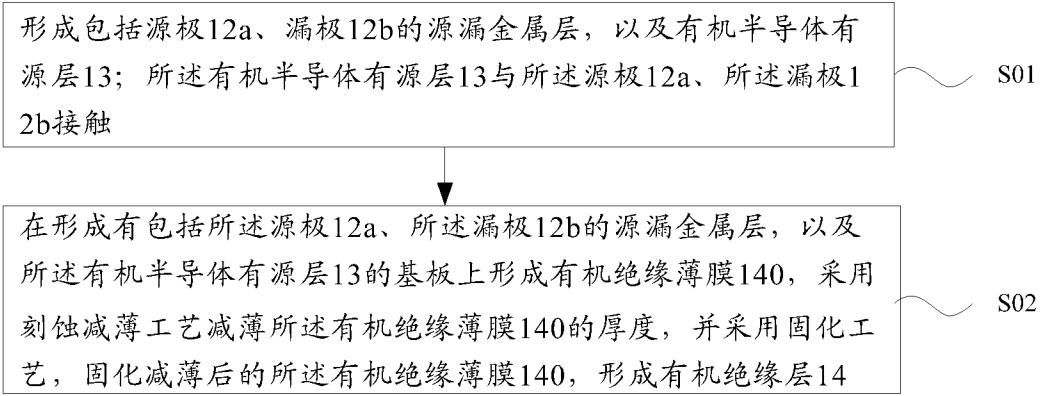 形成包括源极12a、漏极12b的源漏金属层，以及有机半导体有
源层13；所述有机半导体有源层13与所述源极12a、所述漏极1
2b接触
S01
在形成有包括所述源极12a、所述漏极12b的源漏金属层，以及
所述有机半导体有源层13的基板上形成有机绝缘薄膜140，采用
刻蚀减薄工艺减薄所述有机绝缘薄膜140的厚度，并采用固化工
艺，固化减薄后的所述有机绝缘薄膜140，形成有机绝缘层14
S02